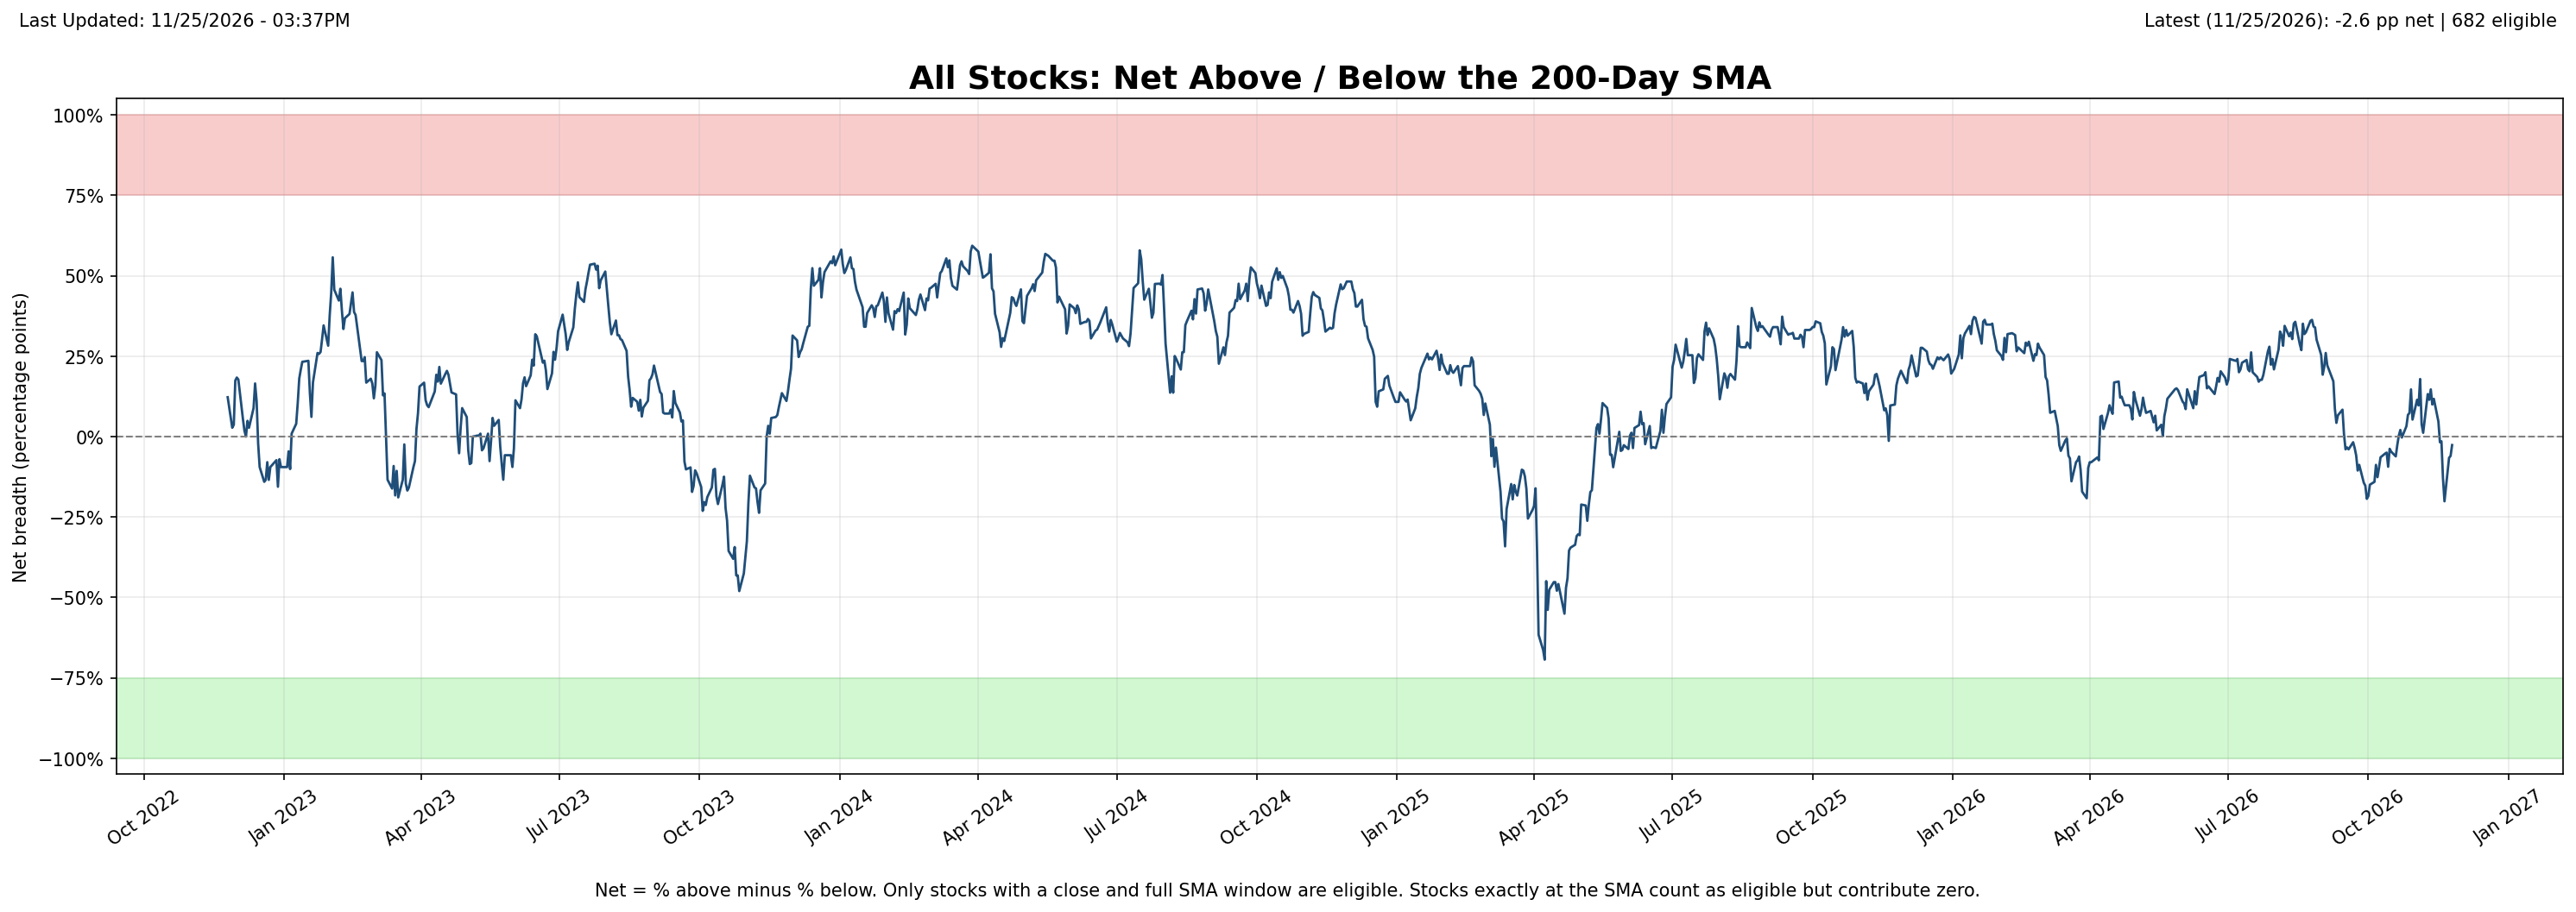 Last Updated: 11/25/2026 - 03:37PM
Latest (11/25/2026): -2.6 pp net | 682 eligible
All Stocks: Net Above / Below the 200-Day SMA
Net breadth (percentage points)
100%
75%
50%
25%
0%
−25%
−50%
−75%
−100%
Oct 2022
Jan 2023
Apr 2023
Jul 2023
Oct 2023
Jan 2024
Apr 2024
Jul 2024
Oct 2024
Jan 2025
Apr 2025
Jul 2025
Oct 2025
Jan 2026
Apr 2026
Jul 2026
Oct 2026
Jan 2027
Net = % above minus % below. Only stocks with a close and full SMA window are eligible. Stocks exactly at the SMA count as eligible but contribute zero.